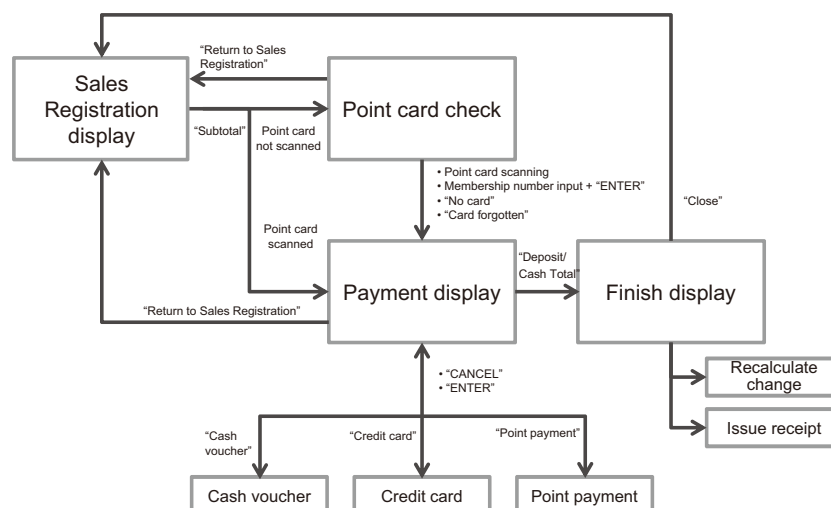 “Return to Sales
Registration”
Sales
Registration
display
Point card check
“Subtotal”
Point card
not scanned
• Point card scanning
• Membership number input + “ENTER”
• “No card”
• “Card forgotten”
“Close”
Point card
scanned
“Deposit/
Cash Total”
Payment display
Finish display
“Return to Sales Registration”
• “CANCEL”
• “ENTER”
Recalculate
change
Issue receipt
“Cash
voucher”
“Credit card”
“Point payment”
Cash voucher
Credit card
Point payment